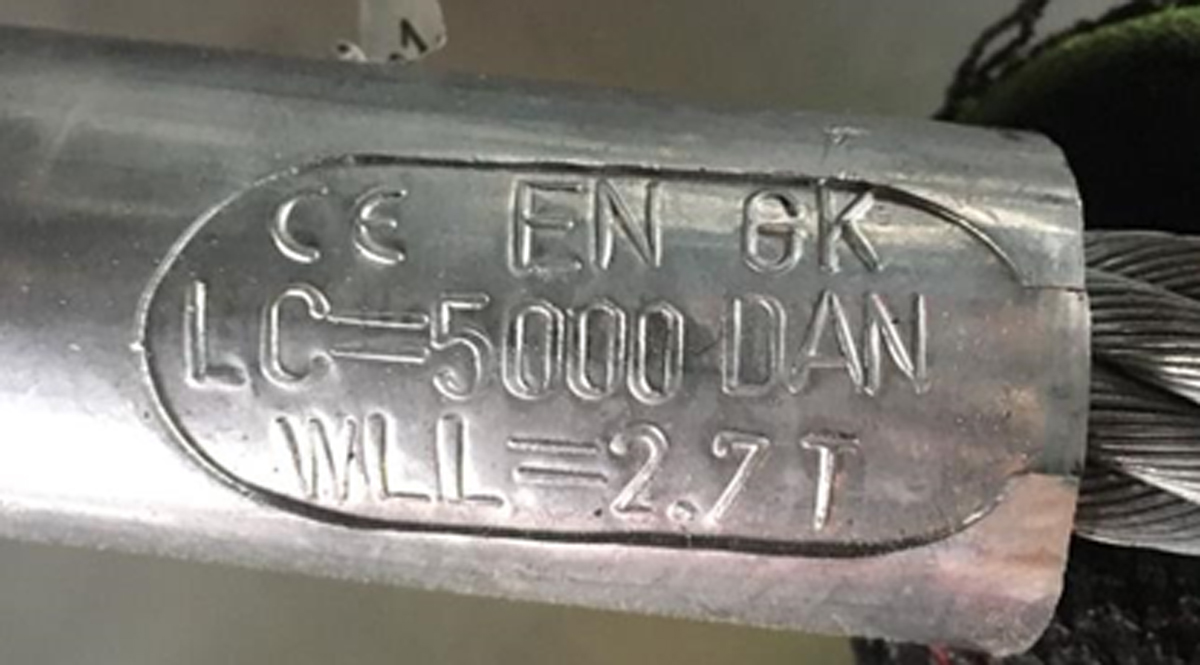 CE EN GK
LC=5000 DAN
WLL=2.7 T